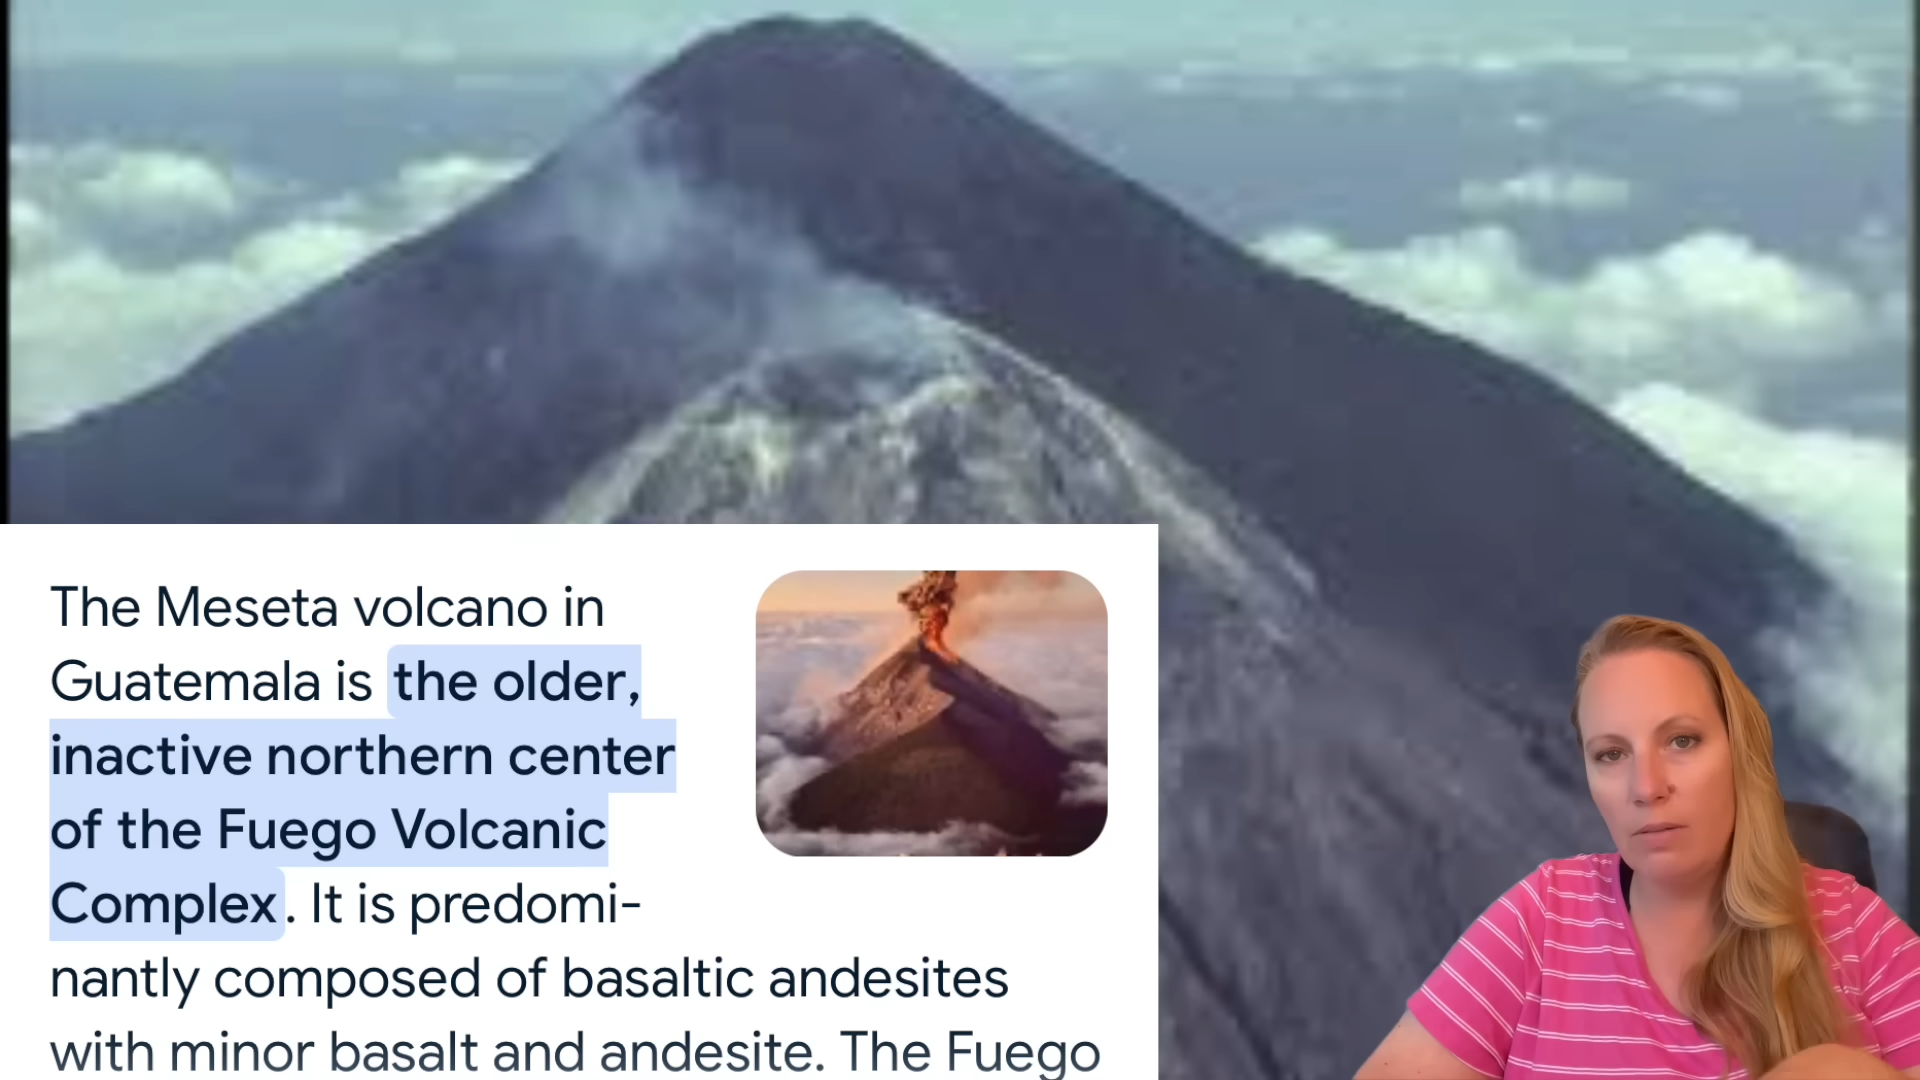 The Meseta volcano in
Guatemala is the older,
inactive northern center
of the Fuego Volcanic
Complex. It is predomi-
nantly composed of basaltic andesites
with minor basalt and andesite. The Fuego